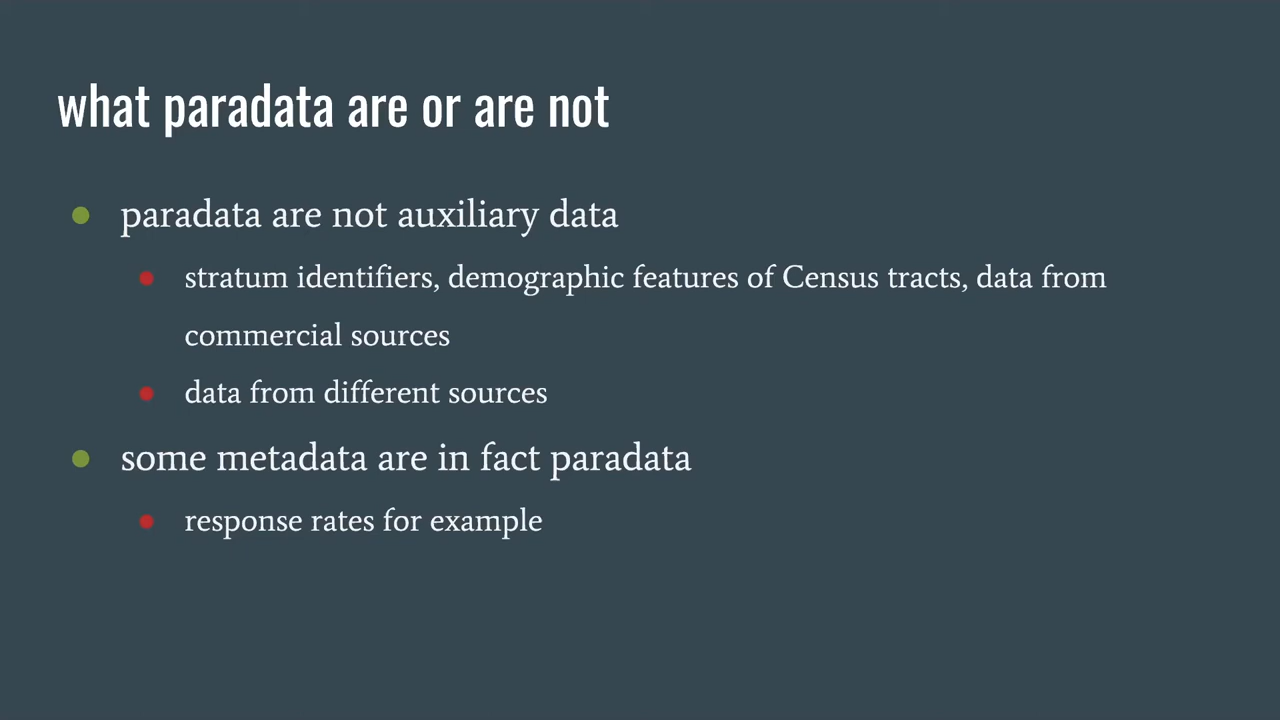 what paradata are or are not
paradata are not auxiliary data
stratum identifiers, demographic features of Census tracts, data from
commercial sources
data from different sources
some metadata are in fact paradata
response rates for example